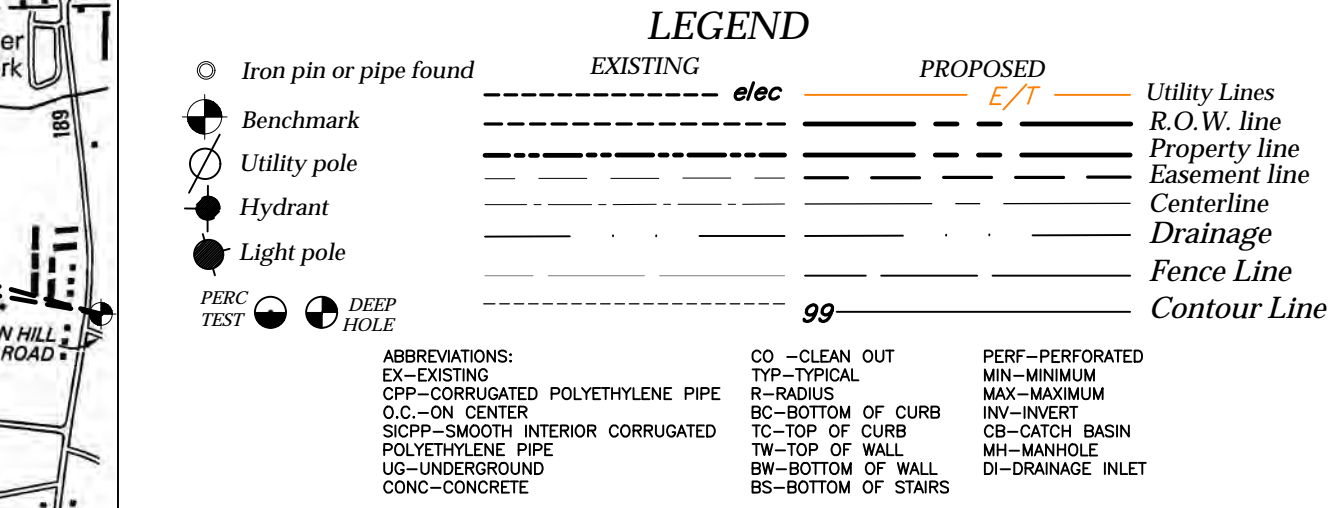 er
rk
189
N HILL
ROAD
LEGEND
EXISTING
PROPOSED
Iron pin or pipe found
Benchmark
Utility pole
Hydrant
Light pole
PERC
TEST
DEEP
HOLE
elec
E/T
Utility Lines
R.O.W. line
Property line
Easement line
Centerline
Drainage
Fence Line
99
Contour Line
ABBREVIATIONS:
EX-EXISTING
CPP-CORRUGATED POLYETHYLENE PIPE
O.C.-ON CENTER
SICPP-SMOOTH INTERIOR CORRUGATED
POLYETHYLENE PIPE
UG-UNDERGROUND
CONC-CONCRETE
CO -CLEAN OUT
TYP-TYPICAL
R-RADIUS
BC-BOTTOM OF CURB
TC-TOP OF CURB
TW-TOP OF WALL
BW-BOTTOM OF WALL
BS-BOTTOM OF STAIRS
PERF-PERFORATED
MIN-MINIMUM
MAX-MAXIMUM
INV-INVERT
CB-CATCH BASIN
MH-MANHOLE
DI-DRAINAGE INLET